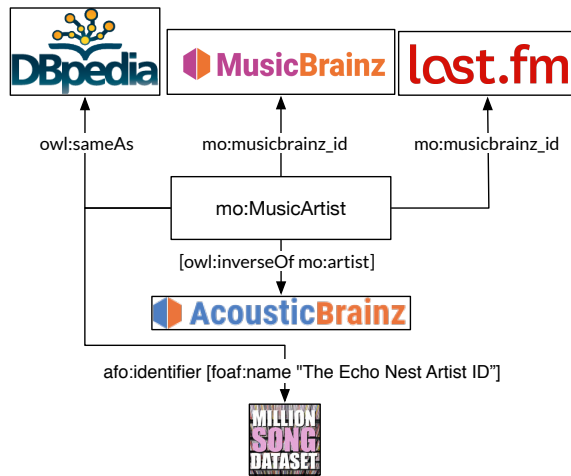 DBpedia
MusicBrainz
last.fm
owl:sameAs
mo:musicbrainz_id
mo:musicbrainz_id
mo:MusicArtist
[owl:inverseOf mo:artist]
AcousticBrainz
afo:identifier [foaf:name "The Echo Nest Artist ID”]
MILLION
SONG
DATASET